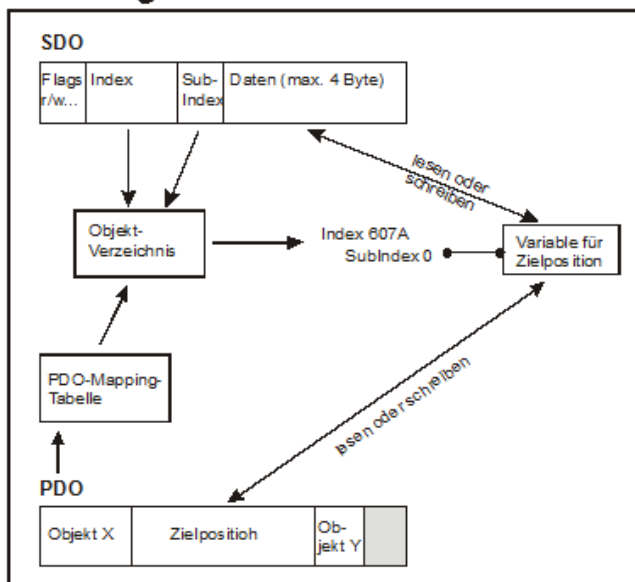 SDO
Flags Index Sub- Daten (max. 4 Byte)
r/w... Index
lesen oder
schreiben
Objekt-
Verzeichnis
Index 607A
SubIndex 0
Variable für
Zielposition
PDO-Mapping-
Tabelle
lesen oder schreiben
PDO
Objekt X Zielposition Ob-
jekt Y